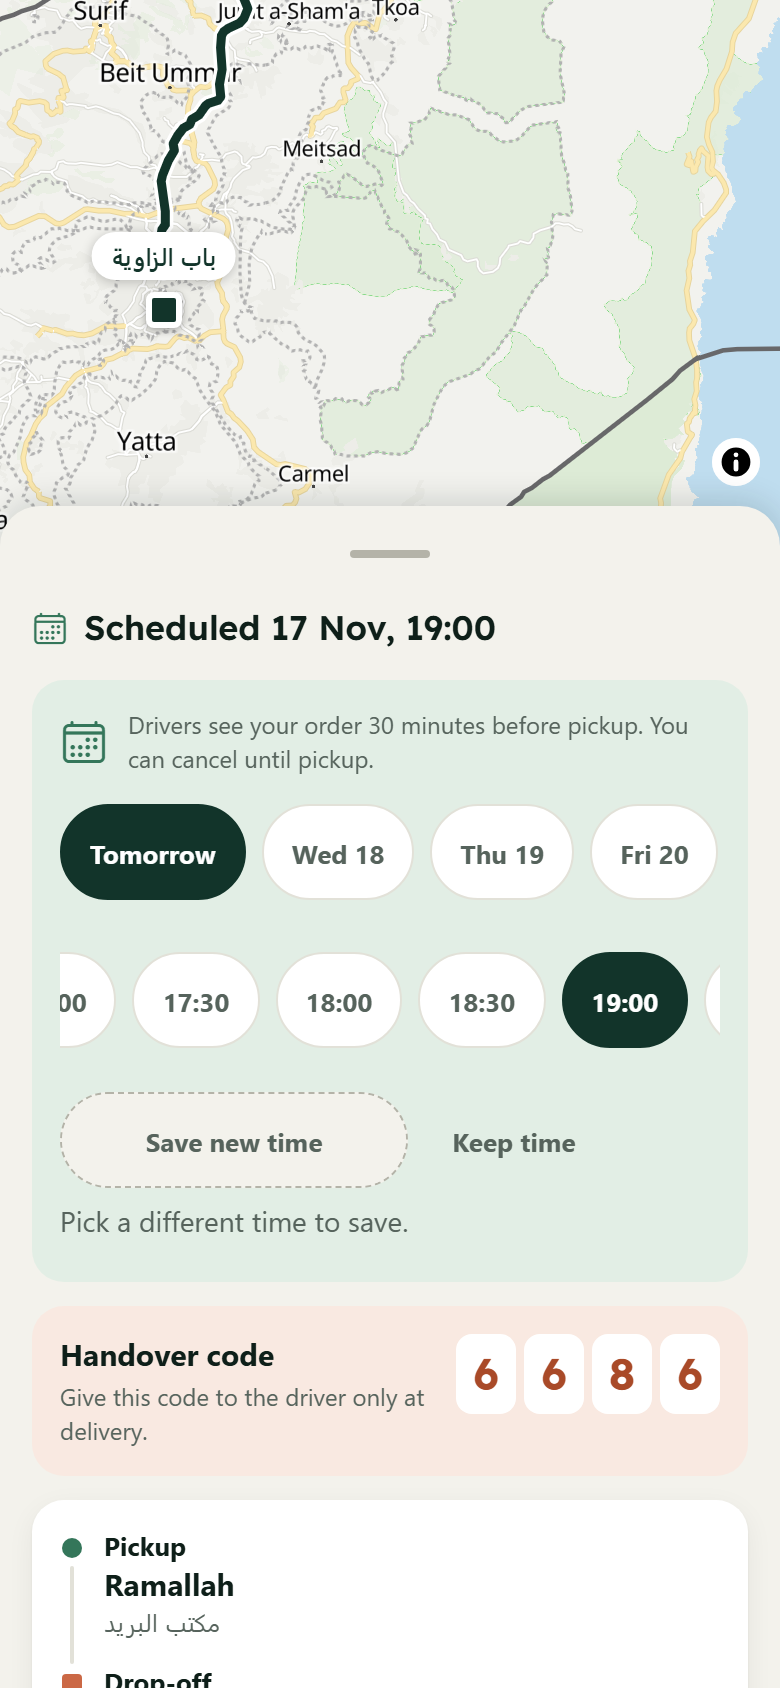 Surif
a-Sham'a
Tkoa
Beit Ummar
Meitsad
باب الزاوية
Yatta
Carmel
Scheduled 17 Nov, 19:00
Drivers see your order 30 minutes before pickup. You
can cancel until pickup.
Tomorrow
Wed 18
Thu 19
Fri 20
00
17:30
18:00
18:30
19:00
Save new time
Keep time
Pick a different time to save.
Handover code
6 6 8 6
Give this code to the driver only at
delivery.
Pickup
Ramallah
مكتب البريد
Drop-off